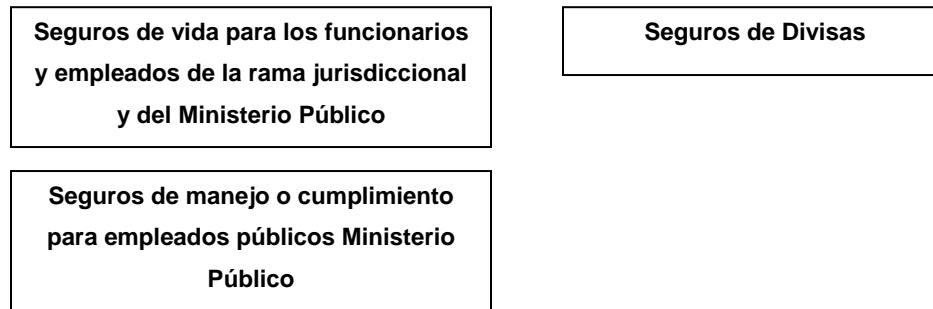 Seguros de vida para los funcionarios
y empleados de la rama jurisdiccional
y del Ministerio Público
Seguros de Divisas
Seguros de manejo o cumplimiento
para empleados públicos Ministerio
Público